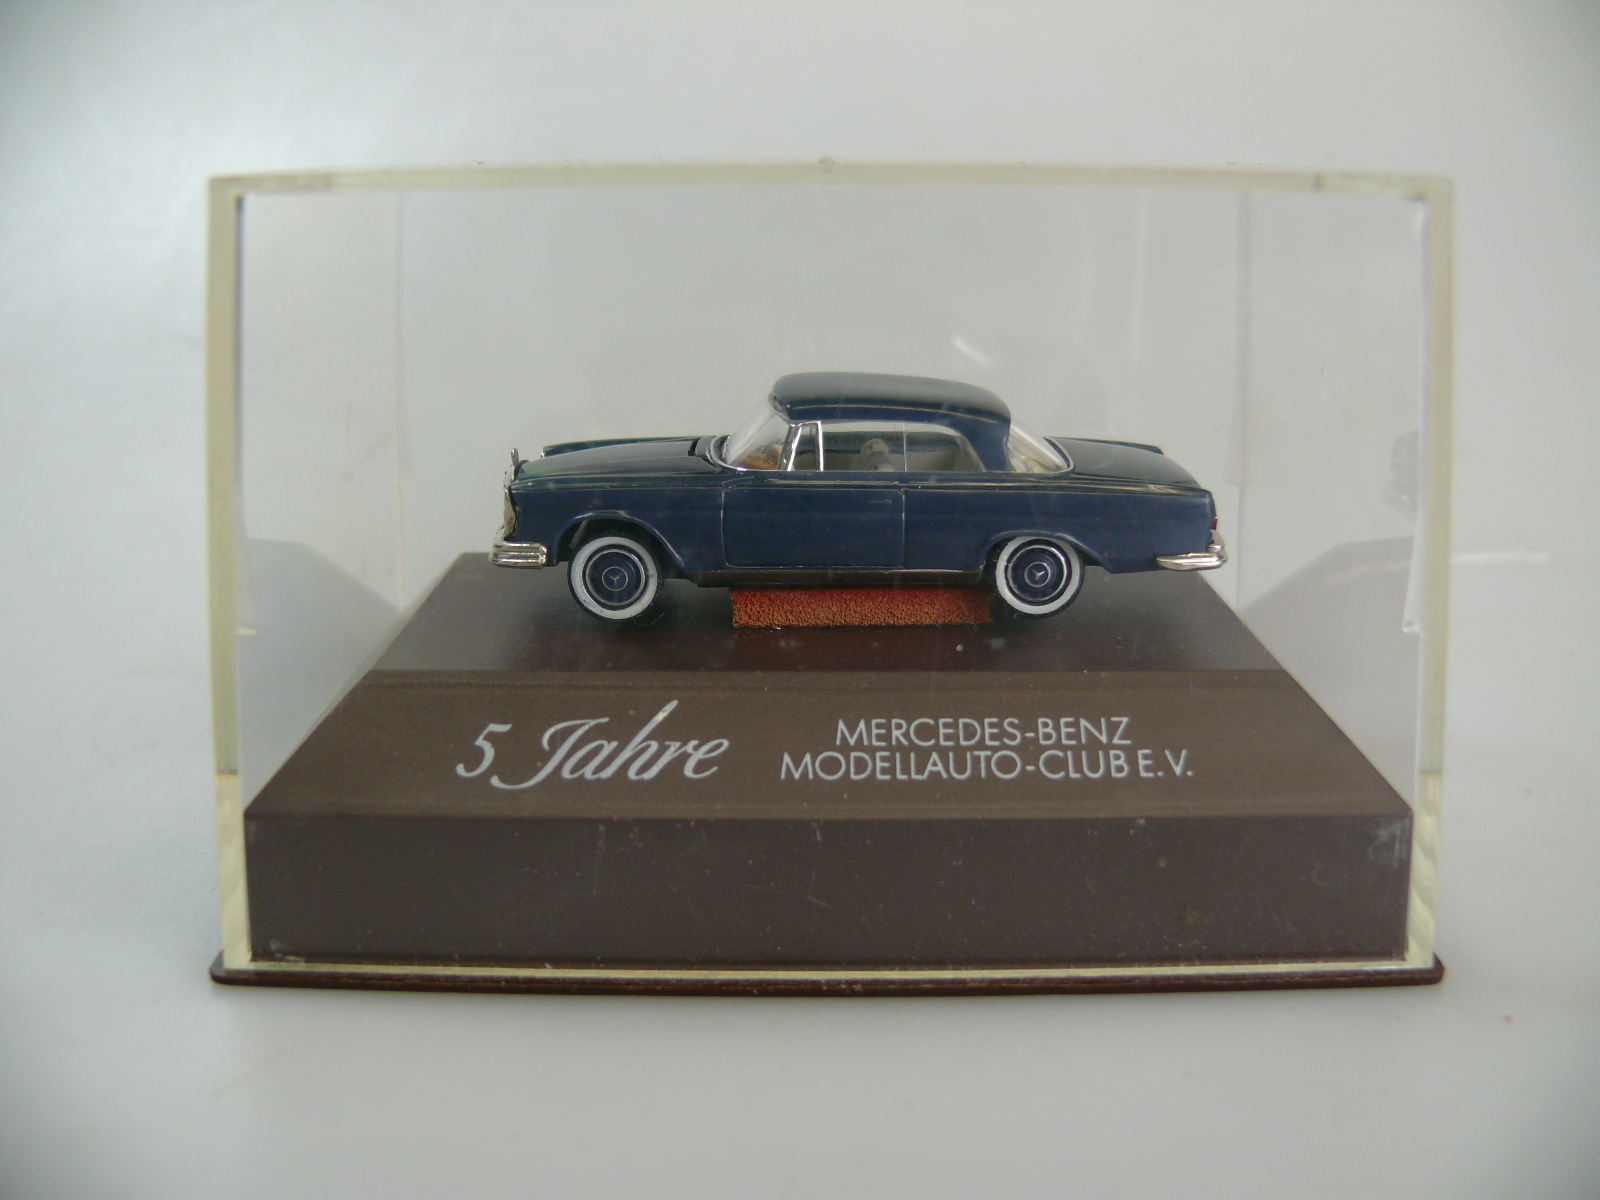 5 Jahre
MERCEDES-BENZ
MODELLAUTO-CLUB E.V.